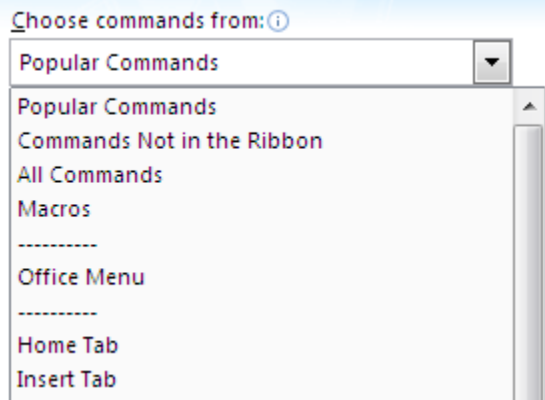 Choose commands from:
Popular Commands
Popular Commands
Commands Not in the Ribbon
All Commands
Macros
----------
Office Menu
----------
Home Tab
Insert Tab